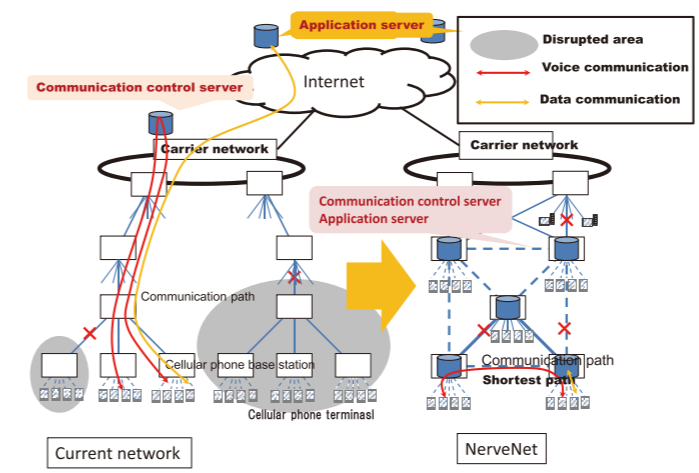 Application server
Disrupted area
Voice communication
Data communication
Internet
Communication control server
Carrier network
Carrier network
Communication control server
Application server
Communication path
Cellular phone base station
Communication path
Shortest path
Cellular phone terminasl
Current network
NerveNet